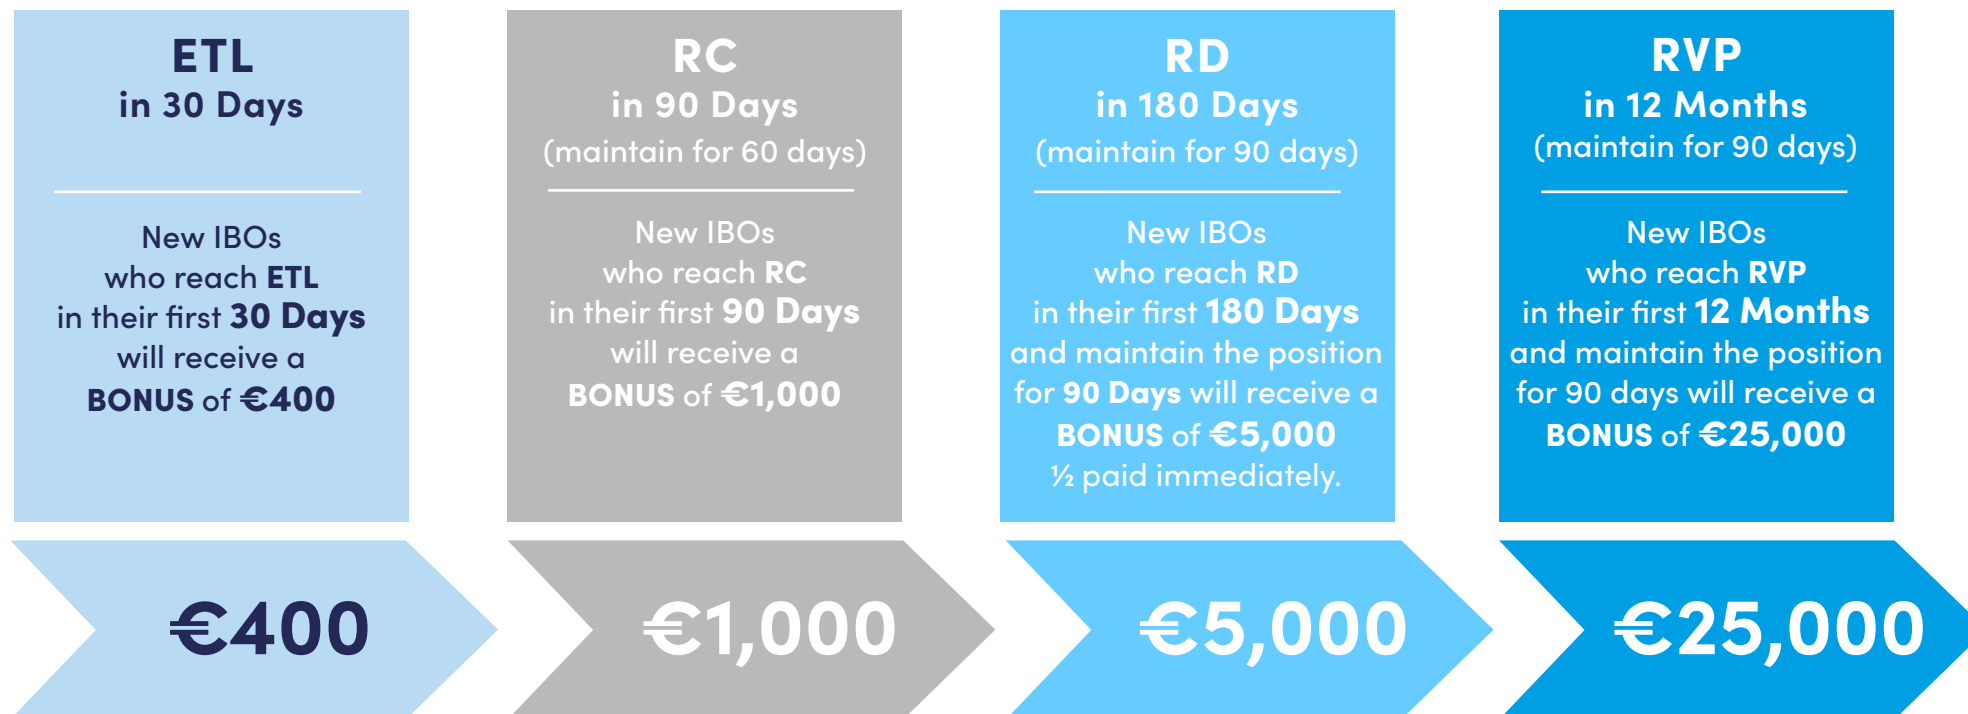 ETL
in 30 Days
New IBOs
who reach ETL
in their first 30 Days
will receive a
BONUS of €400
€400
RC
in 90 Days
(maintain for 60 days)
New IBOs
who reach RC
in their first 90 Days
will receive a
BONUS of €1,000
€1,000
RD
in 180 Days
(maintain for 90 days)
New IBOs
who reach RD
in their first 180 Days
and maintain the position
for 90 Days will receive a
BONUS of €5,000
½ paid immediately.
€5,000
RVP
in 12 Months
(maintain for 90 days)
New IBOs
who reach RVP
in their first 12 Months
and maintain the position
for 90 days will receive a
BONUS of €25,000
€25,000